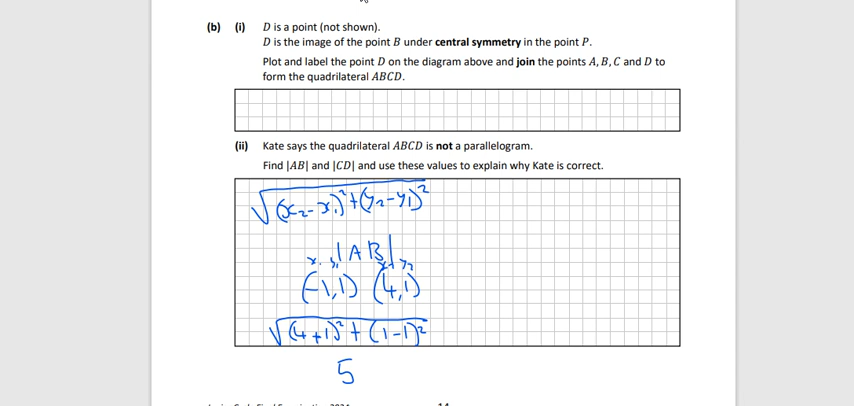 (b) (i) D is a point (not shown).
D is the image of the point B under central symmetry in the point P.
Plot and label the point D on the diagram above and join the points A, B, C and D to
form the quadrilateral ABCD.
(ii) Kate says the quadrilateral ABCD is not a parallelogram.
Find |AB| and |CD| and use these values to explain why Kate is correct.
√(x₂-x₁)²+(y₂-y₁)²
|AB|
x₁ y₁ x₂ y₂
(-1,1) (4,1)
√(4+1)²+(1-1)²
5